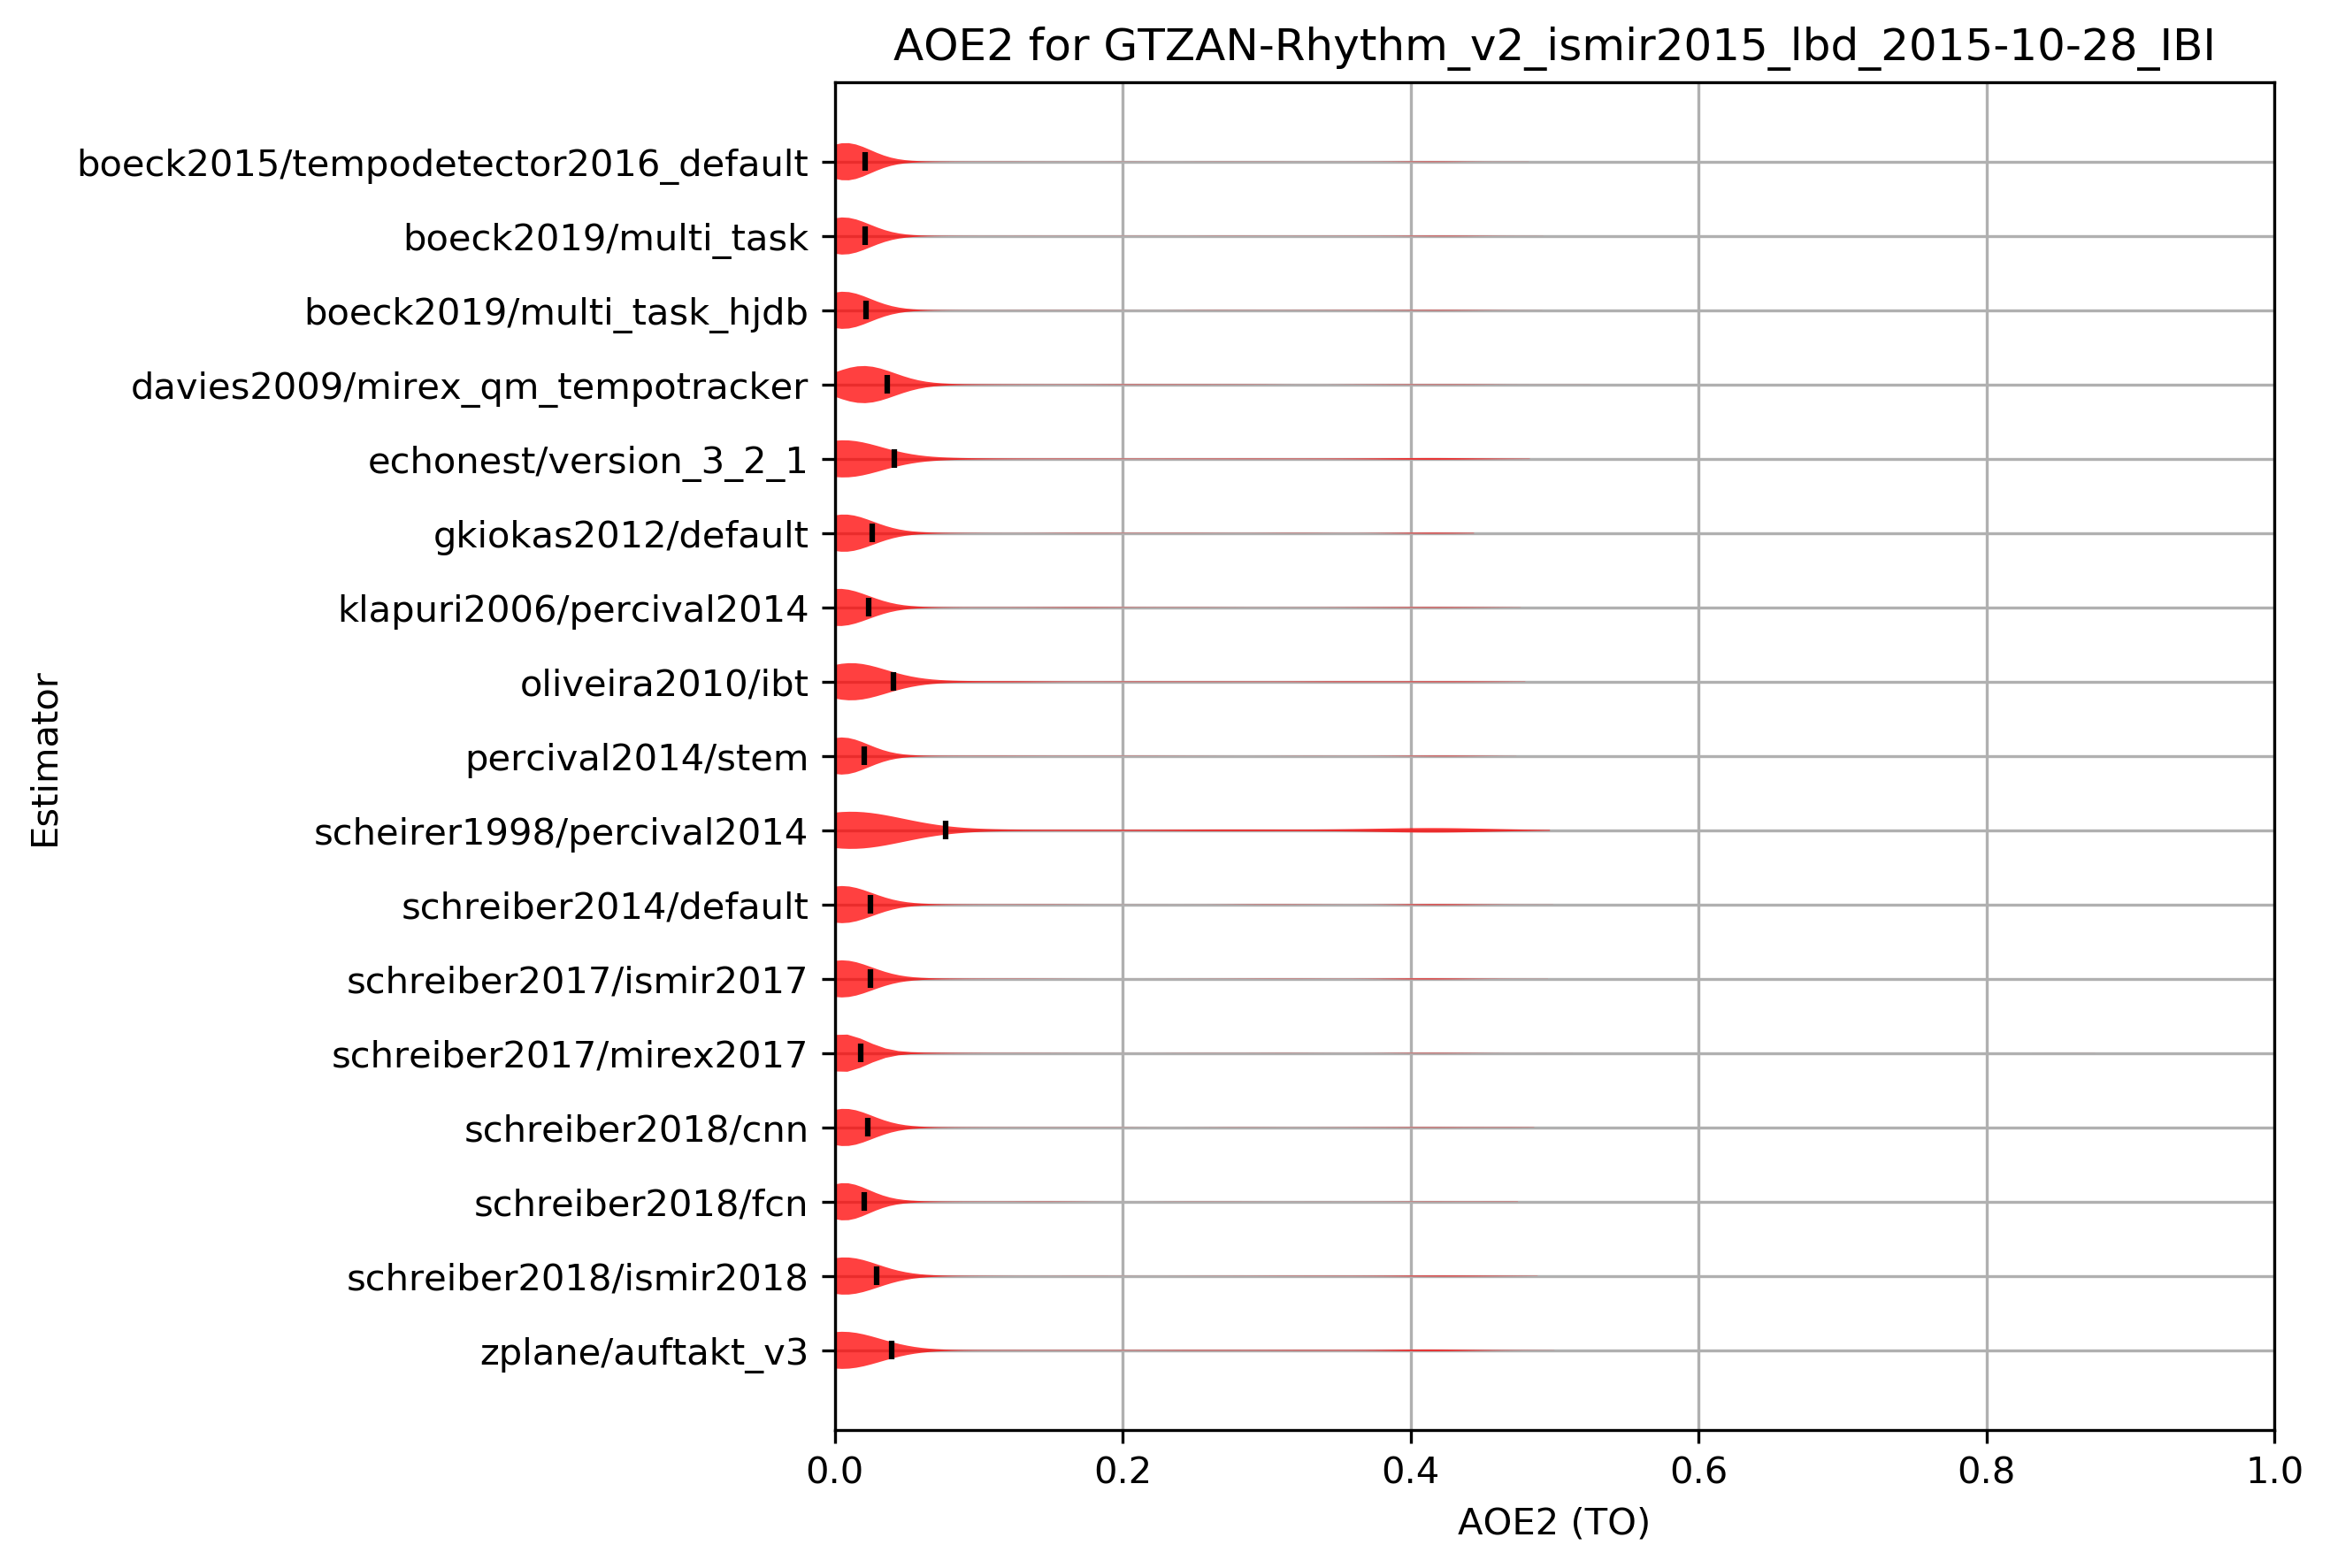 AOE2 for GTZAN-Rhythm_v2_ismir2015_lbd_2015-10-28_IBI
boeck2015/tempodetector2016_default
boeck2019/multi_task
boeck2019/multi_task_hjdb
davies2009/mirex_qm_tempotracker
echonest/version_3_2_1
gkiokas2012/default
klapuri2006/percival2014
oliveira2010/ibt
percival2014/stem
scheirer1998/percival2014
schreiber2014/default
schreiber2017/ismir2017
schreiber2017/mirex2017
schreiber2018/cnn
schreiber2018/fcn
schreiber2018/ismir2018
zplane/auftakt_v3
Estimator
0.0 0.2 0.4 0.6 0.8 1.0
AOE2 (TO)